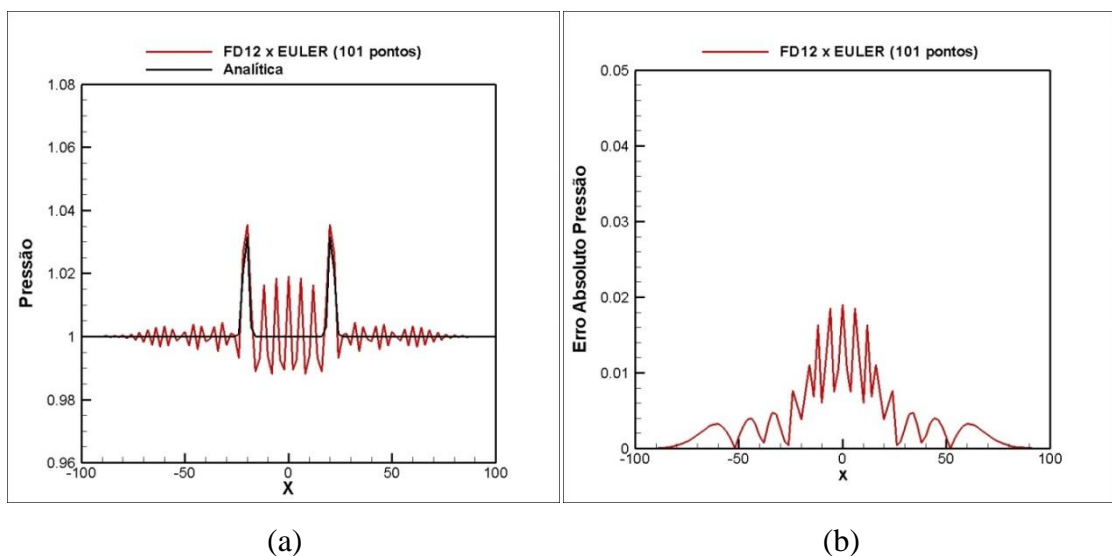 FD12 x EULER (101 pontos)
Analítica
1.08
1.06
1.04
1.02
1
0.98
0.96
-100
-50
0
50
100
Pressão
X
FD12 x EULER (101 pontos)
0.05
0.04
0.03
0.02
0.01
0
-100
-50
0
50
100
Erro Absoluto Pressão
X
(a)
(b)